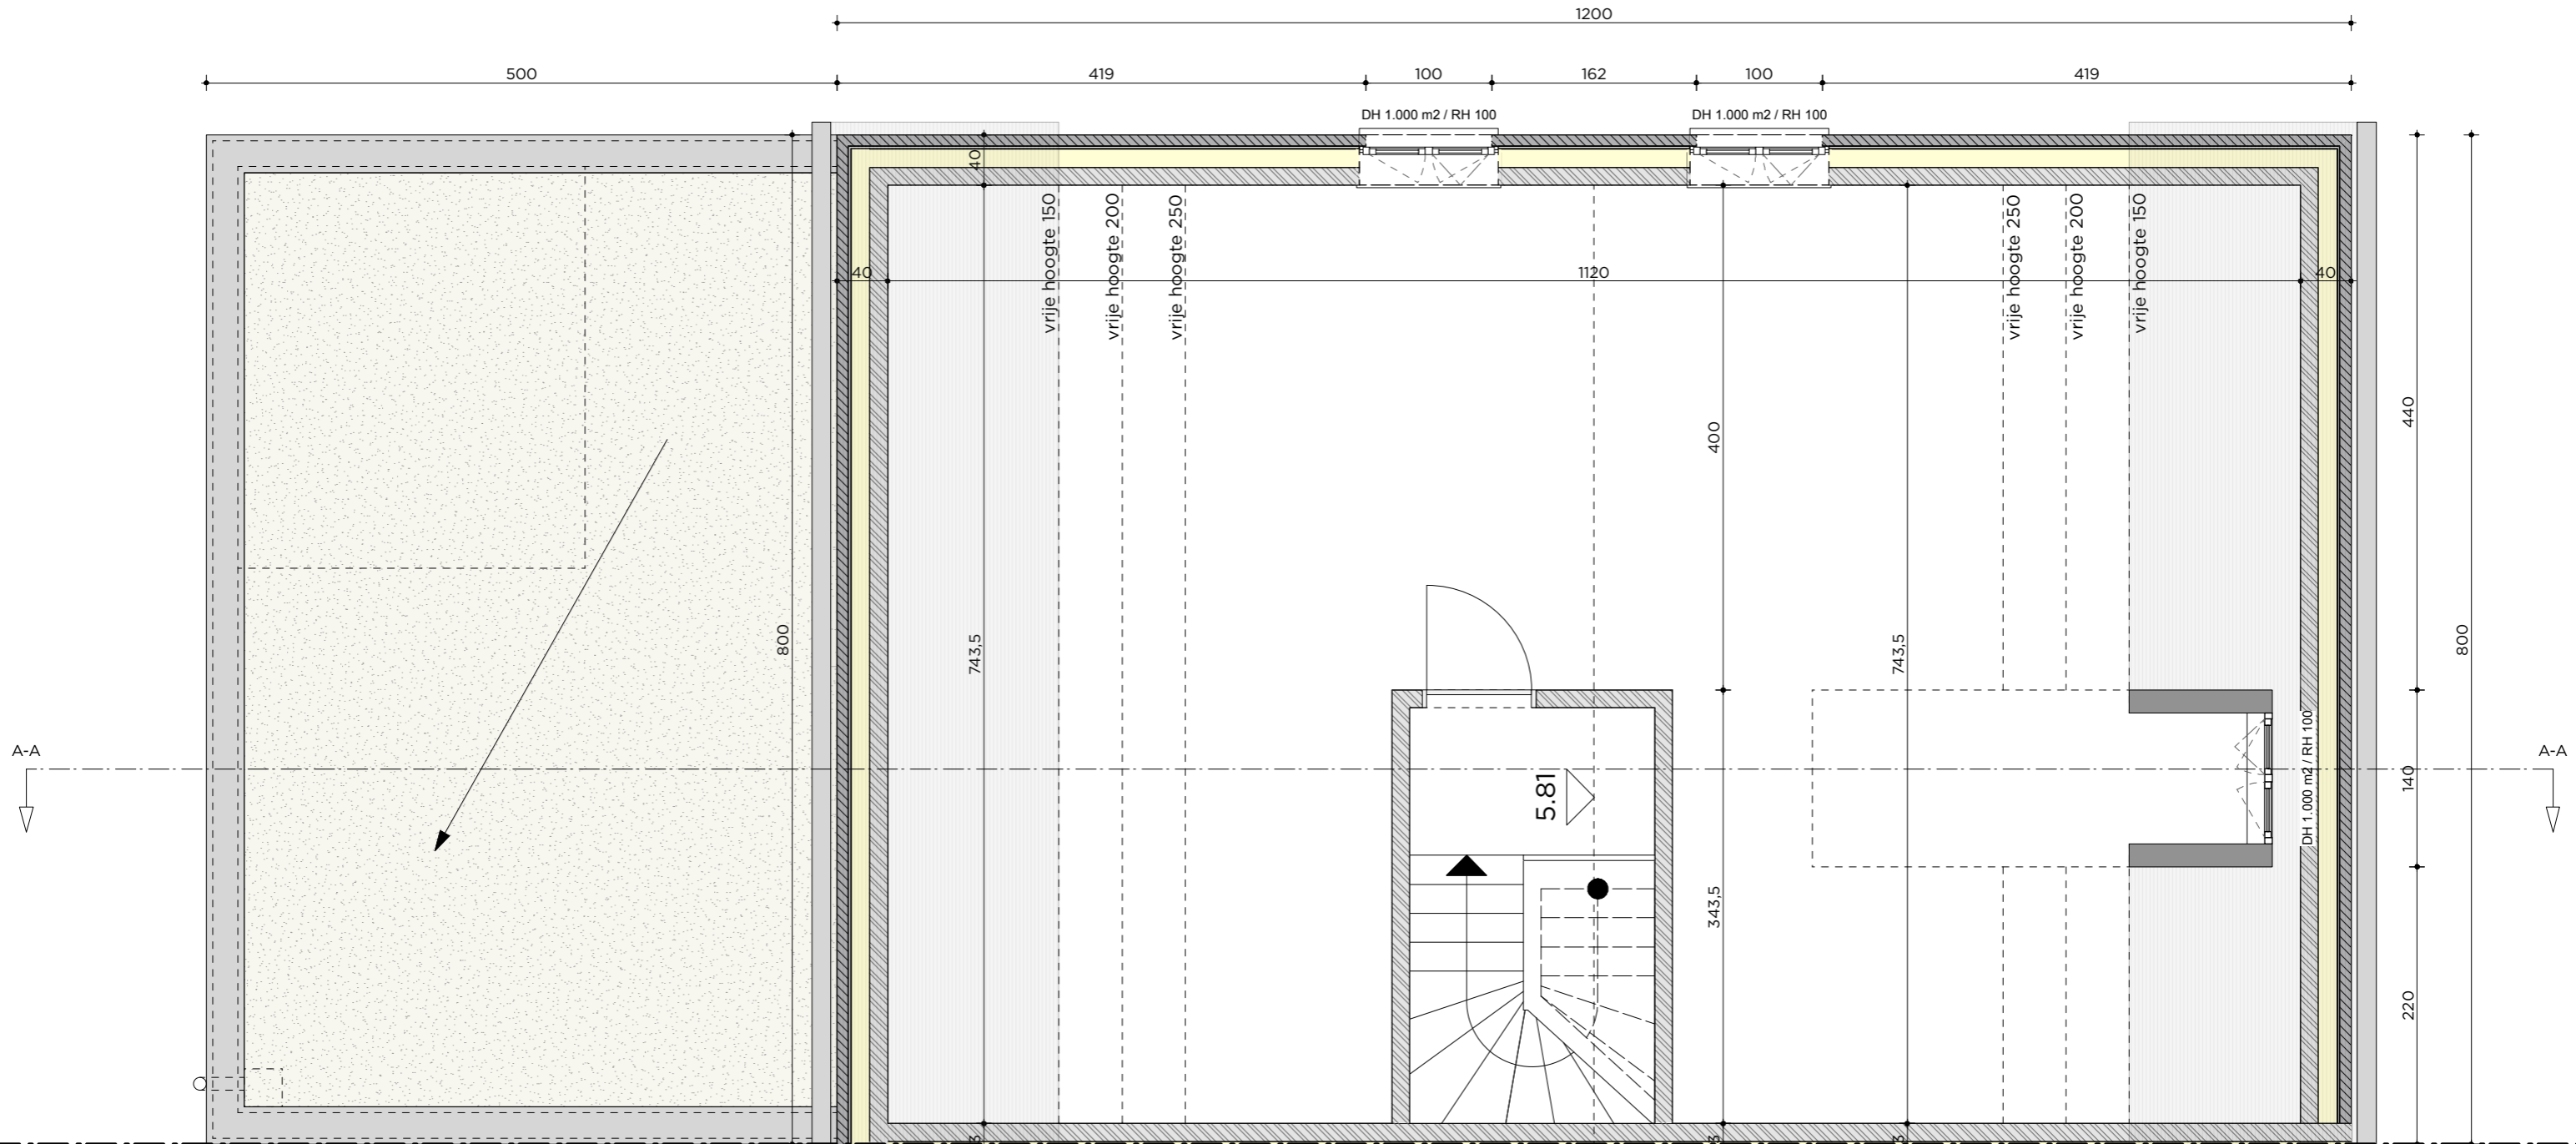 1200
500
419
100
162
100
419
DH 1.000 m2 / RH 100
DH 1.000 m2 / RH 100
40
vrije hoogte 150
vrije hoogte 200
vrije hoogte 250
vrije hoogte 250
vrije hoogte 200
vrije hoogte 150
40
1120
40
440
400
800
743,5
743,5
800
A-A
A-A
5.81
DH 1.000 m2 / RH 100
140
343,5
220